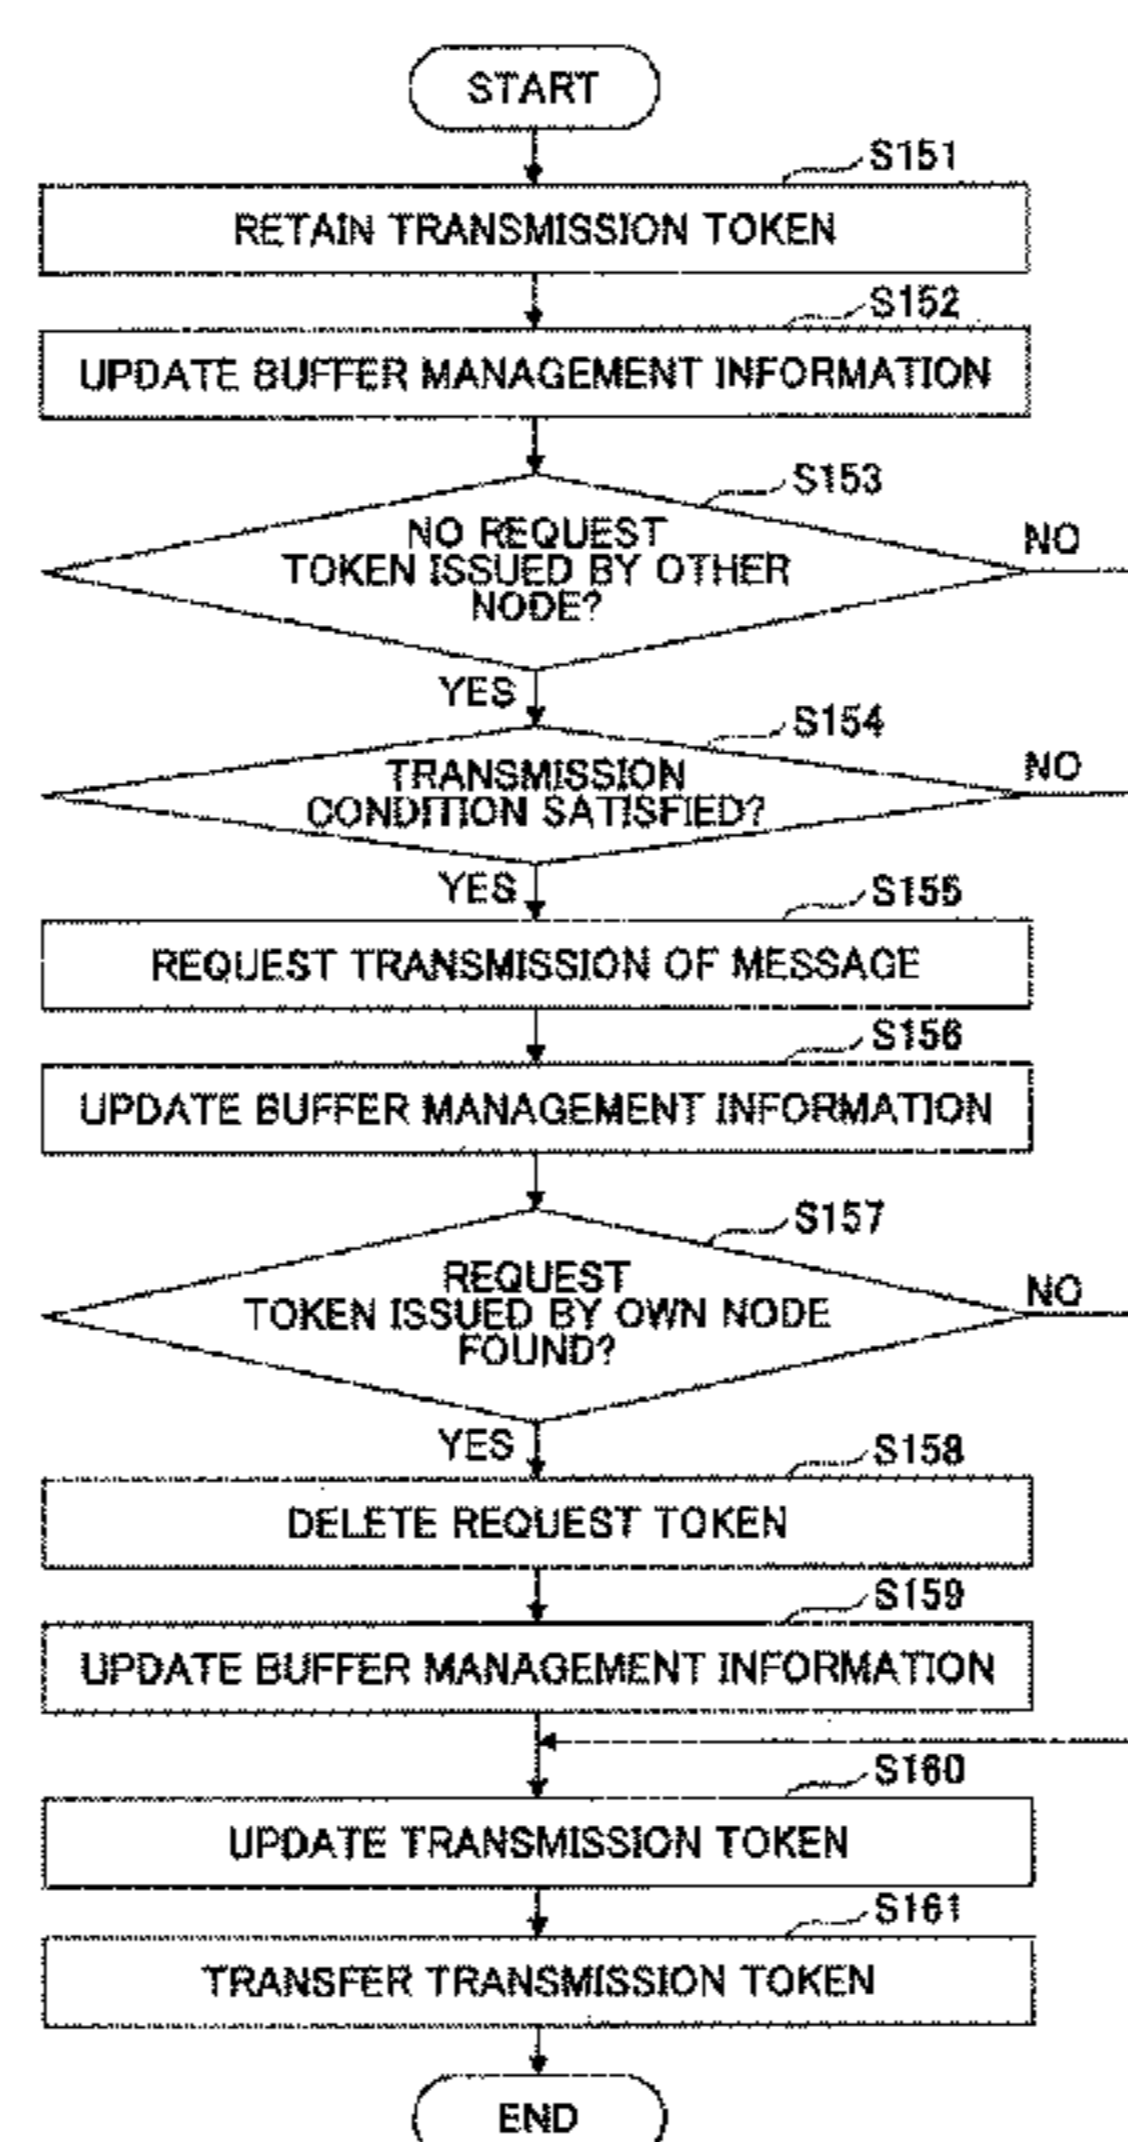 START
S151
RETAIN TRANSMISSION TOKEN
S152
UPDATE BUFFER MANAGEMENT INFORMATION
S153
NO REQUEST
TOKEN ISSUED BY OTHER
NODE?
NO
YES
S154
TRANSMISSION
CONDITION SATISFIED?
NO
YES
S155
REQUEST TRANSMISSION OF MESSAGE
S156
UPDATE BUFFER MANAGEMENT INFORMATION
S157
REQUEST
TOKEN ISSUED BY OWN NODE
FOUND?
NO
YES
S158
DELETE REQUEST TOKEN
S159
UPDATE BUFFER MANAGEMENT INFORMATION
S160
UPDATE TRANSMISSION TOKEN
S161
TRANSFER TRANSMISSION TOKEN
END